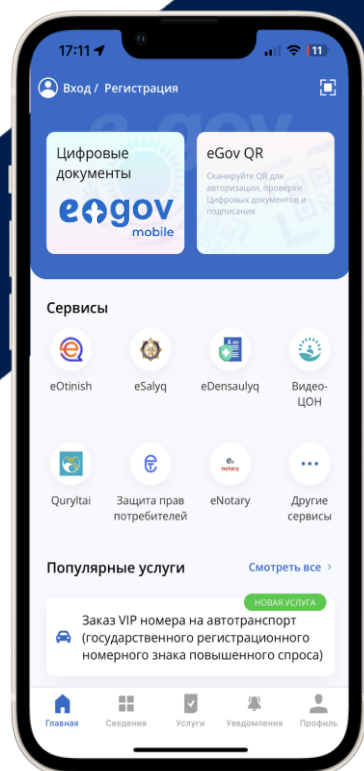 17:11
11
Вход / Регистрация
e.gov
Цифровые
документы
egov
mobile
eGov QR
Сканируйте QR для
авторизации, проверки
Цифровых документов и
подписания
Сервисы
eOtinish
eSalyq
eDensaulyq
Видео-
ЦОН
Quryltai
Защита прав
потребителей
e.
notary
eNotary
Другие
сервисы
Популярные услуги
Смотреть все >
НОВАЯ УСЛУГА
Заказ VIP номера на автотранспорт
(государственного регистрационного
номерного знака повышенного спроса)
Главная
Сведения
Услуги
Уведомления
Профиль